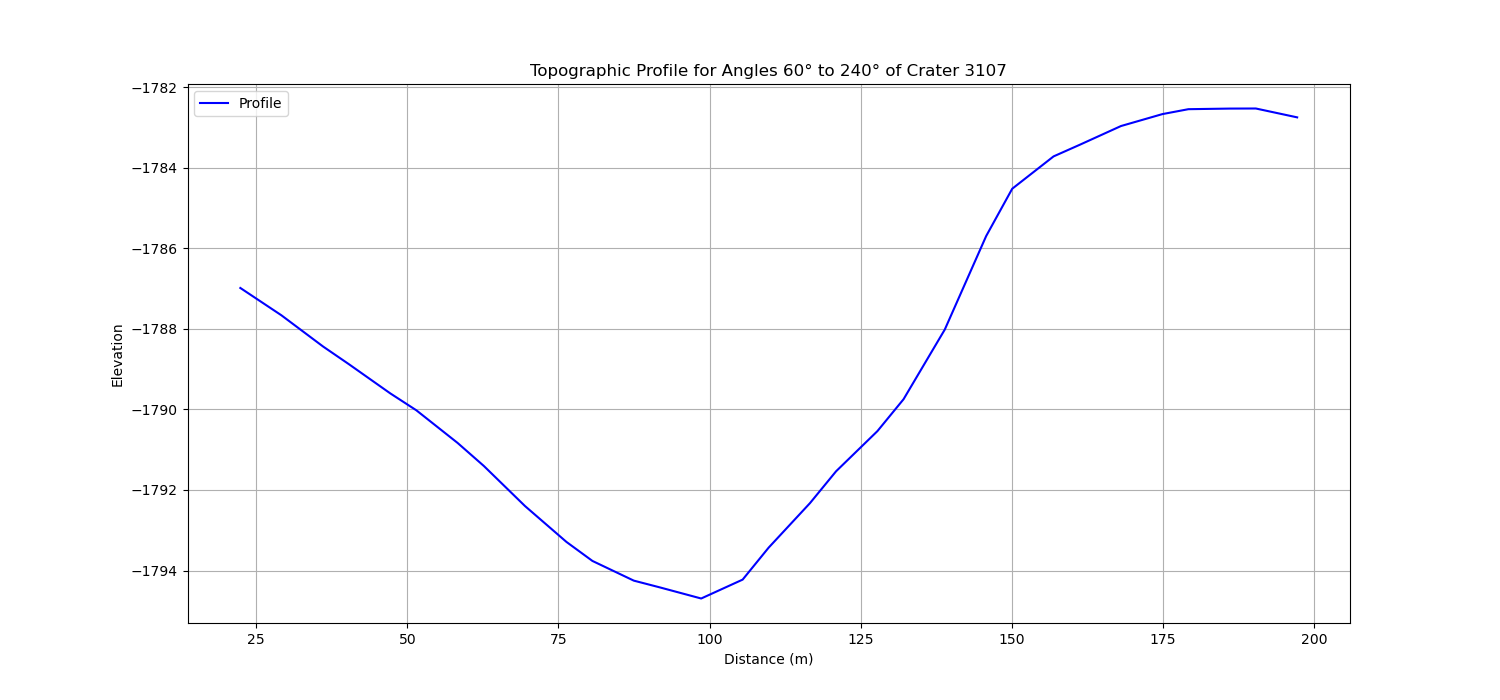 Topographic Profile for Angles 60° to 240° of Crater 3107
Profile
−1782
−1784
−1786
−1788
−1790
−1792
−1794
Elevation
25 50 75 100 125 150 175 200
Distance (m)